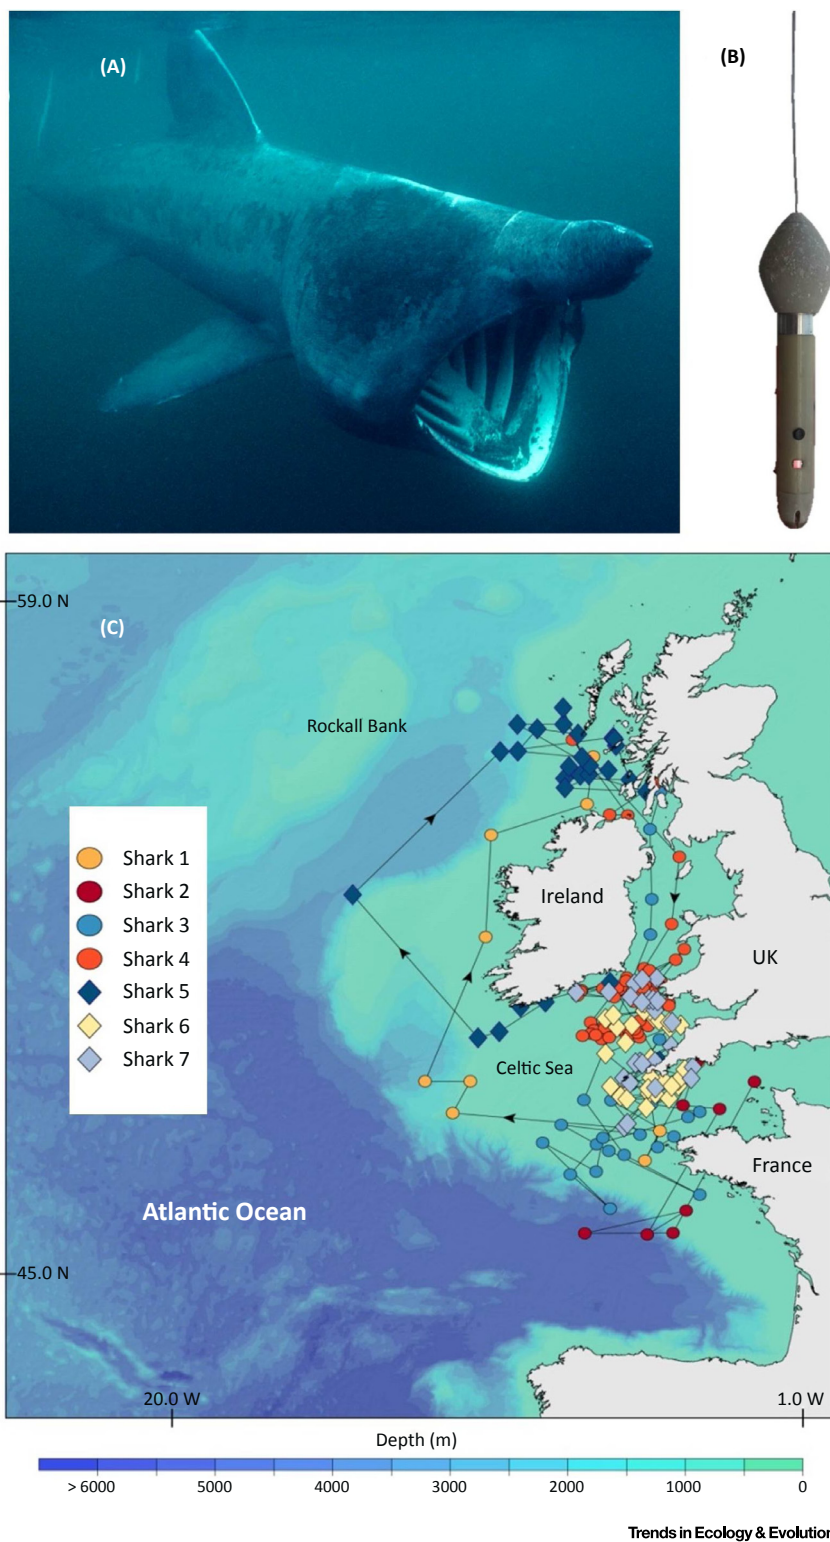 (A)
(B)
(C)
59.0 N
Rockall Bank
Shark 1
Shark 2
Shark 3
Shark 4
Shark 5
Shark 6
Shark 7
Ireland
UK
Celtic Sea
France
Atlantic Ocean
45.0 N
20.0 W
1.0 W
Depth (m)
> 6000 5000 4000 3000 2000 1000 0
Trends in Ecology & Evolution